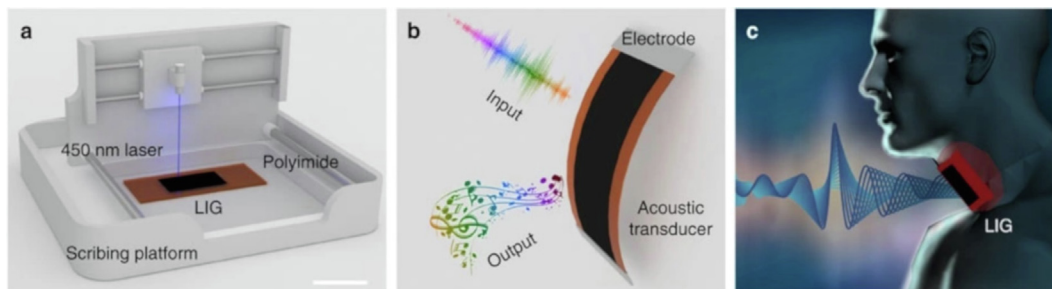 a
450 nm laser
Polyimide
LIG
Scribing platform
b
Electrode
Input
Output
Acoustic
transducer
c
LIG